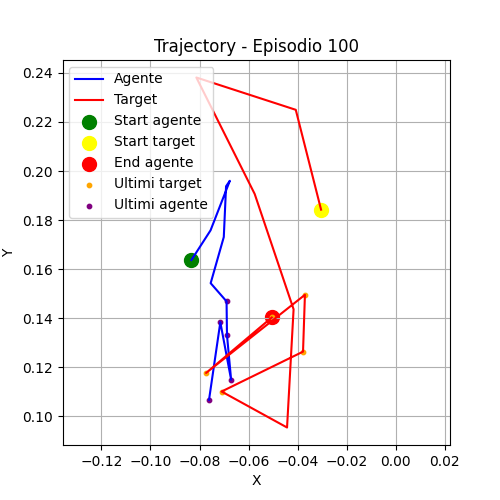 Trajectory - Episodio 100
Agente
Target
Start agente
Start target
End agente
Ultimi target
Ultimi agente
Y
0.24
0.22
0.20
0.18
0.16
0.14
0.12
0.10
−0.12 −0.10 −0.08 −0.06 −0.04 −0.02 0.00 0.02
X